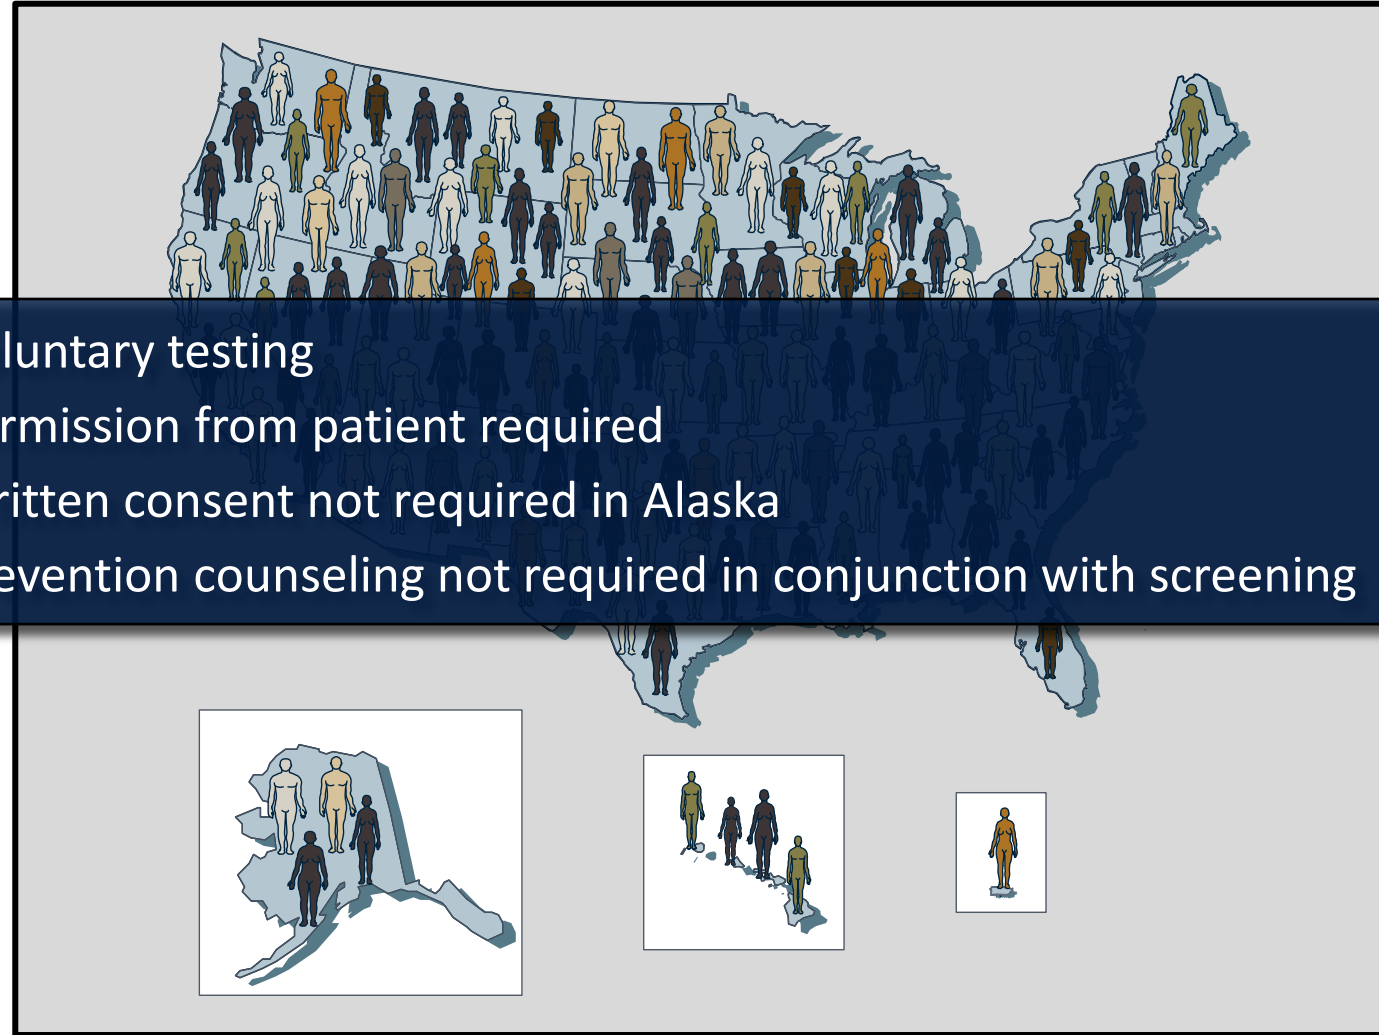 luntary testing
rmission from patient required
ritten consent not required in Alaska
evention counseling not required in conjunction with screening